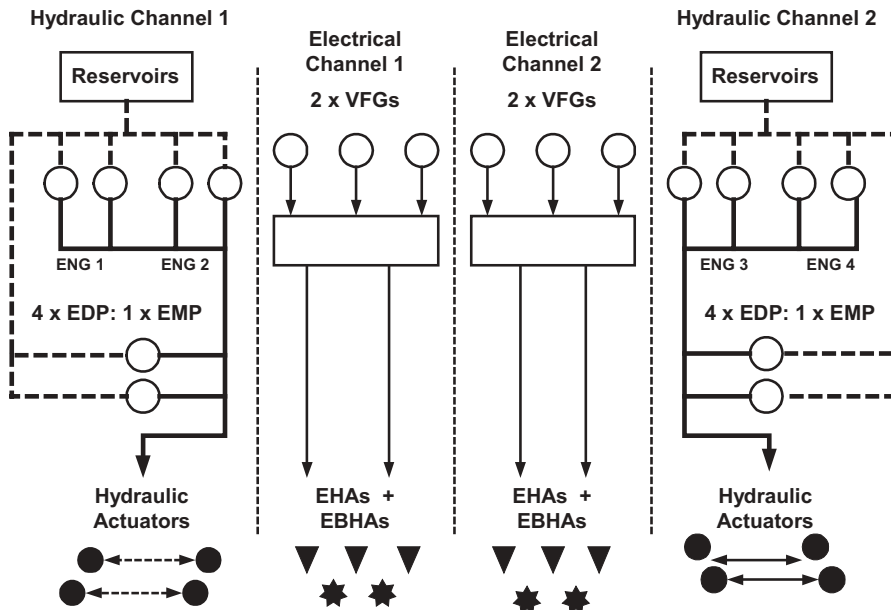 Hydraulic Channel 1
Reservoirs
ENG 1
ENG 2
4 x EDP: 1 x EMP
Hydraulic
Actuators
Electrical
Channel 1
2 x VFGs
EHAs +
EBHAs
Electrical
Channel 2
2 x VFGs
EHAs +
EBHAs
Hydraulic Channel 2
Reservoirs
ENG 3
ENG 4
4 x EDP: 1 x EMP
Hydraulic
Actuators